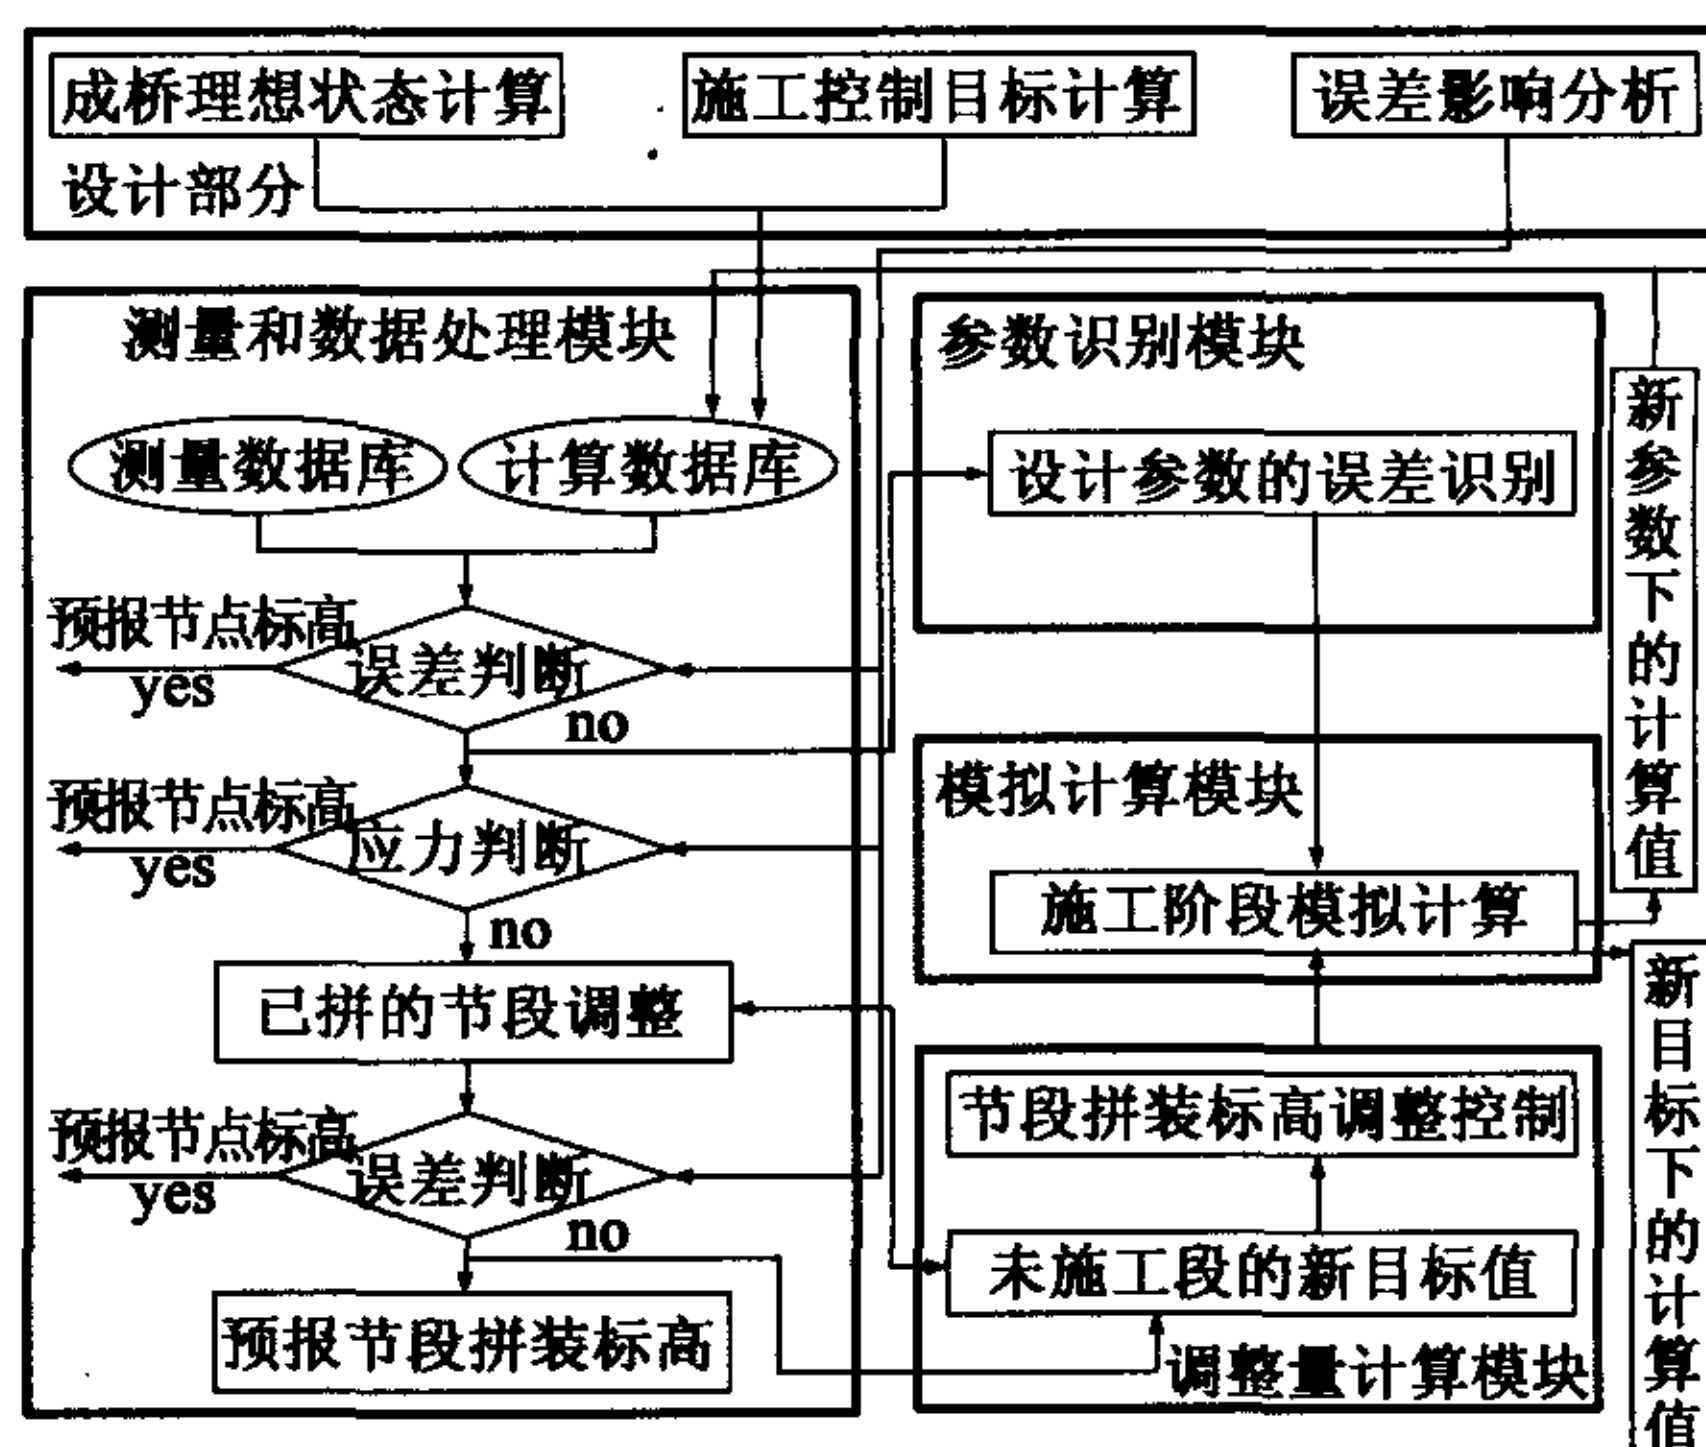 成桥理想状态计算
施工控制目标计算
误差影响分析
设计部分
测量和数据处理模块
测量数据库
计算数据库
预报节点标高
误差判断
yes
no
预报节点标高
应力判断
yes
no
已拼的节段调整
预报节点标高
误差判断
yes
no
预报节段拼装标高
参数识别模块
设计参数的误差识别
模拟计算模块
施工阶段模拟计算
节段拼装标高调整控制
未施工段的新目标值
调整量计算模块
新参数下的计算值
新目标下的计算值